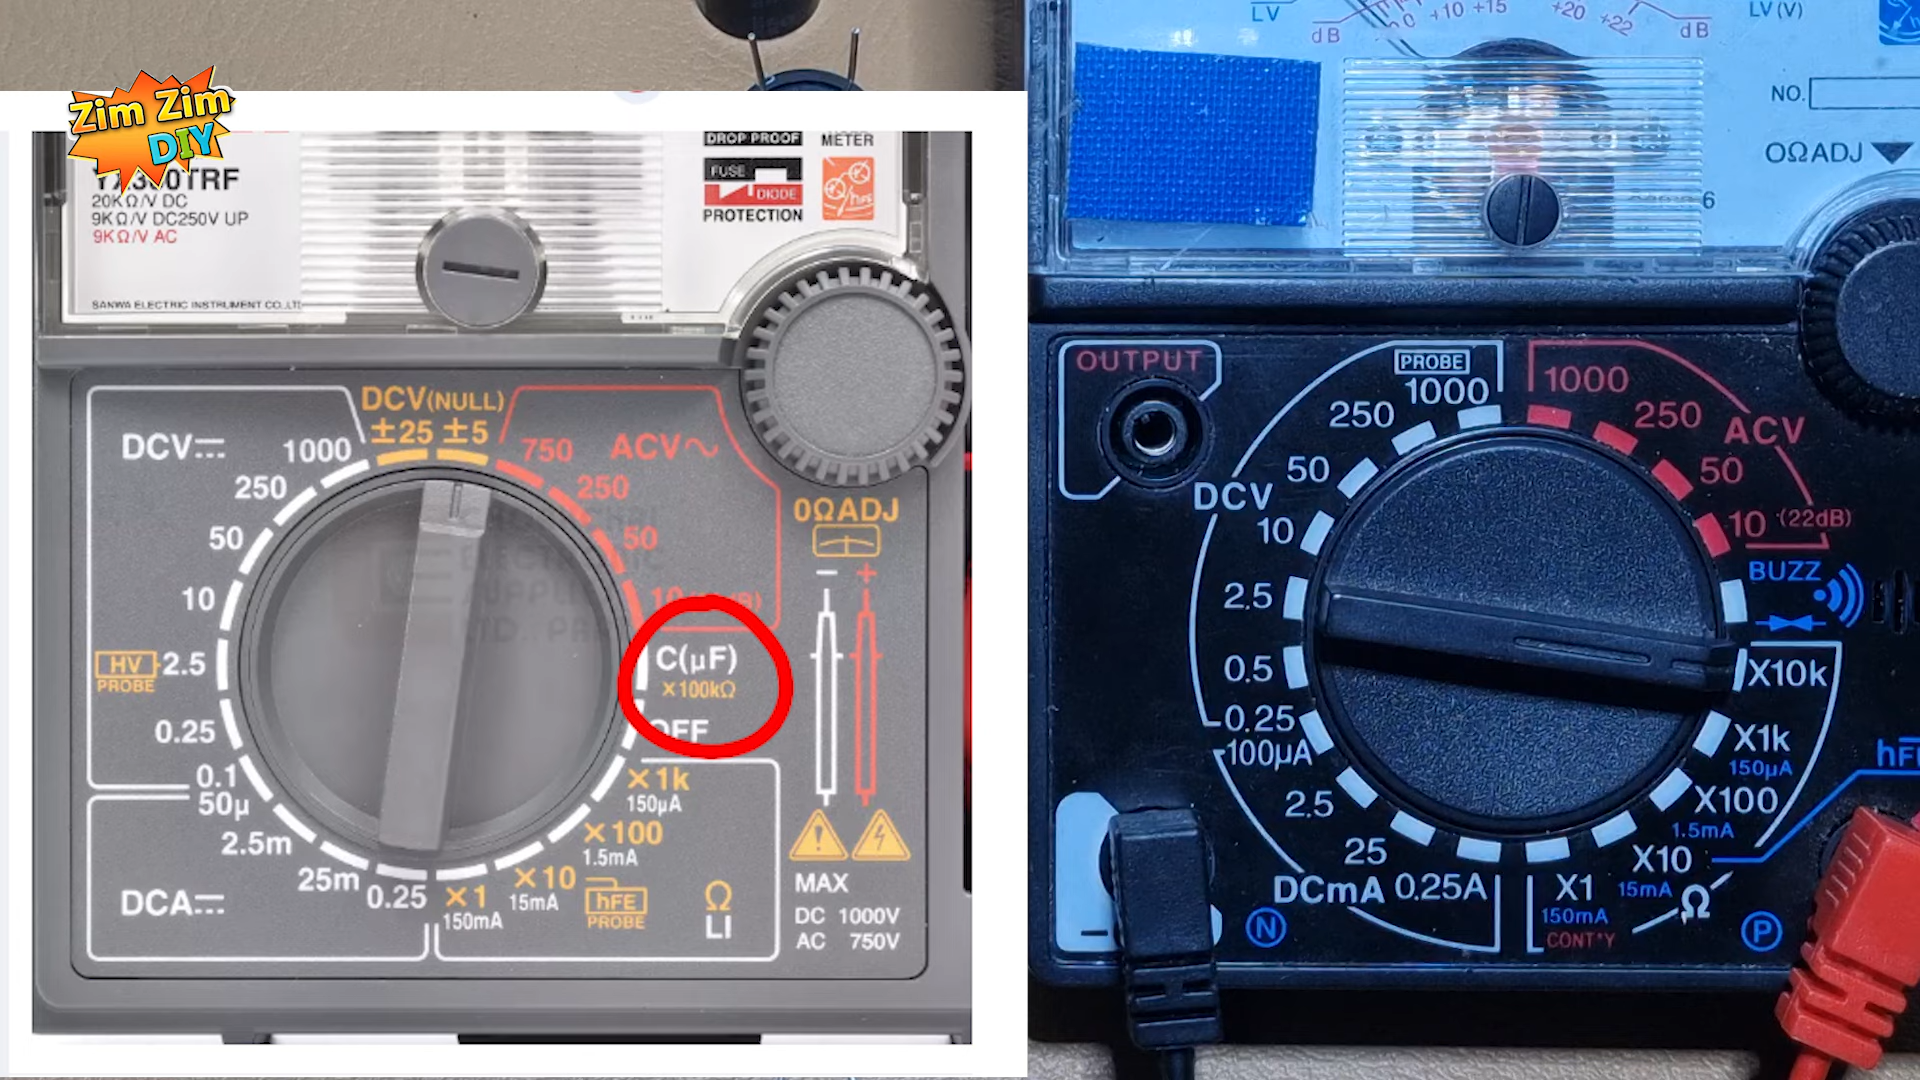 Zim Zim
DIY
20KΩ/V DC
9KΩ/V DC250V UP
9KΩ/V AC
SANWA ELECTRIC INSTRUMENT CO.,LTD
DROP PROOF
METER
FUSE
DIODE
PROTECTION
DCV
DCV(NULL)
±25 ±5
ACV
1000
750
250
250
50
50
10
HV
PROBE
2.5
C(μF)
×100kΩ
OFF
0.25
0.1
50μ
2.5m
25m
0.25
DCA
×1k
150μA
×100
1.5mA
×10
15mA
×1
150mA
hFE
PROBE
Ω
LI
0ΩADJ
− +
MAX
DC 1000V
AC 750V
LV
dB
0 +10 +15 +20 +22
dB
LV (V)
NO.
0ΩADJ
OUTPUT
PROBE
1000
1000
250
250
ACV
50
50
DCV
10
10 (22dB)
BUZZ
2.5
0.5
X10k
0.25
100μA
X1k
150μA
2.5
X100
1.5mA
25
X10
15mA
DCmA 0.25A
X1
150mA
CONT'Y
Ω
N
P